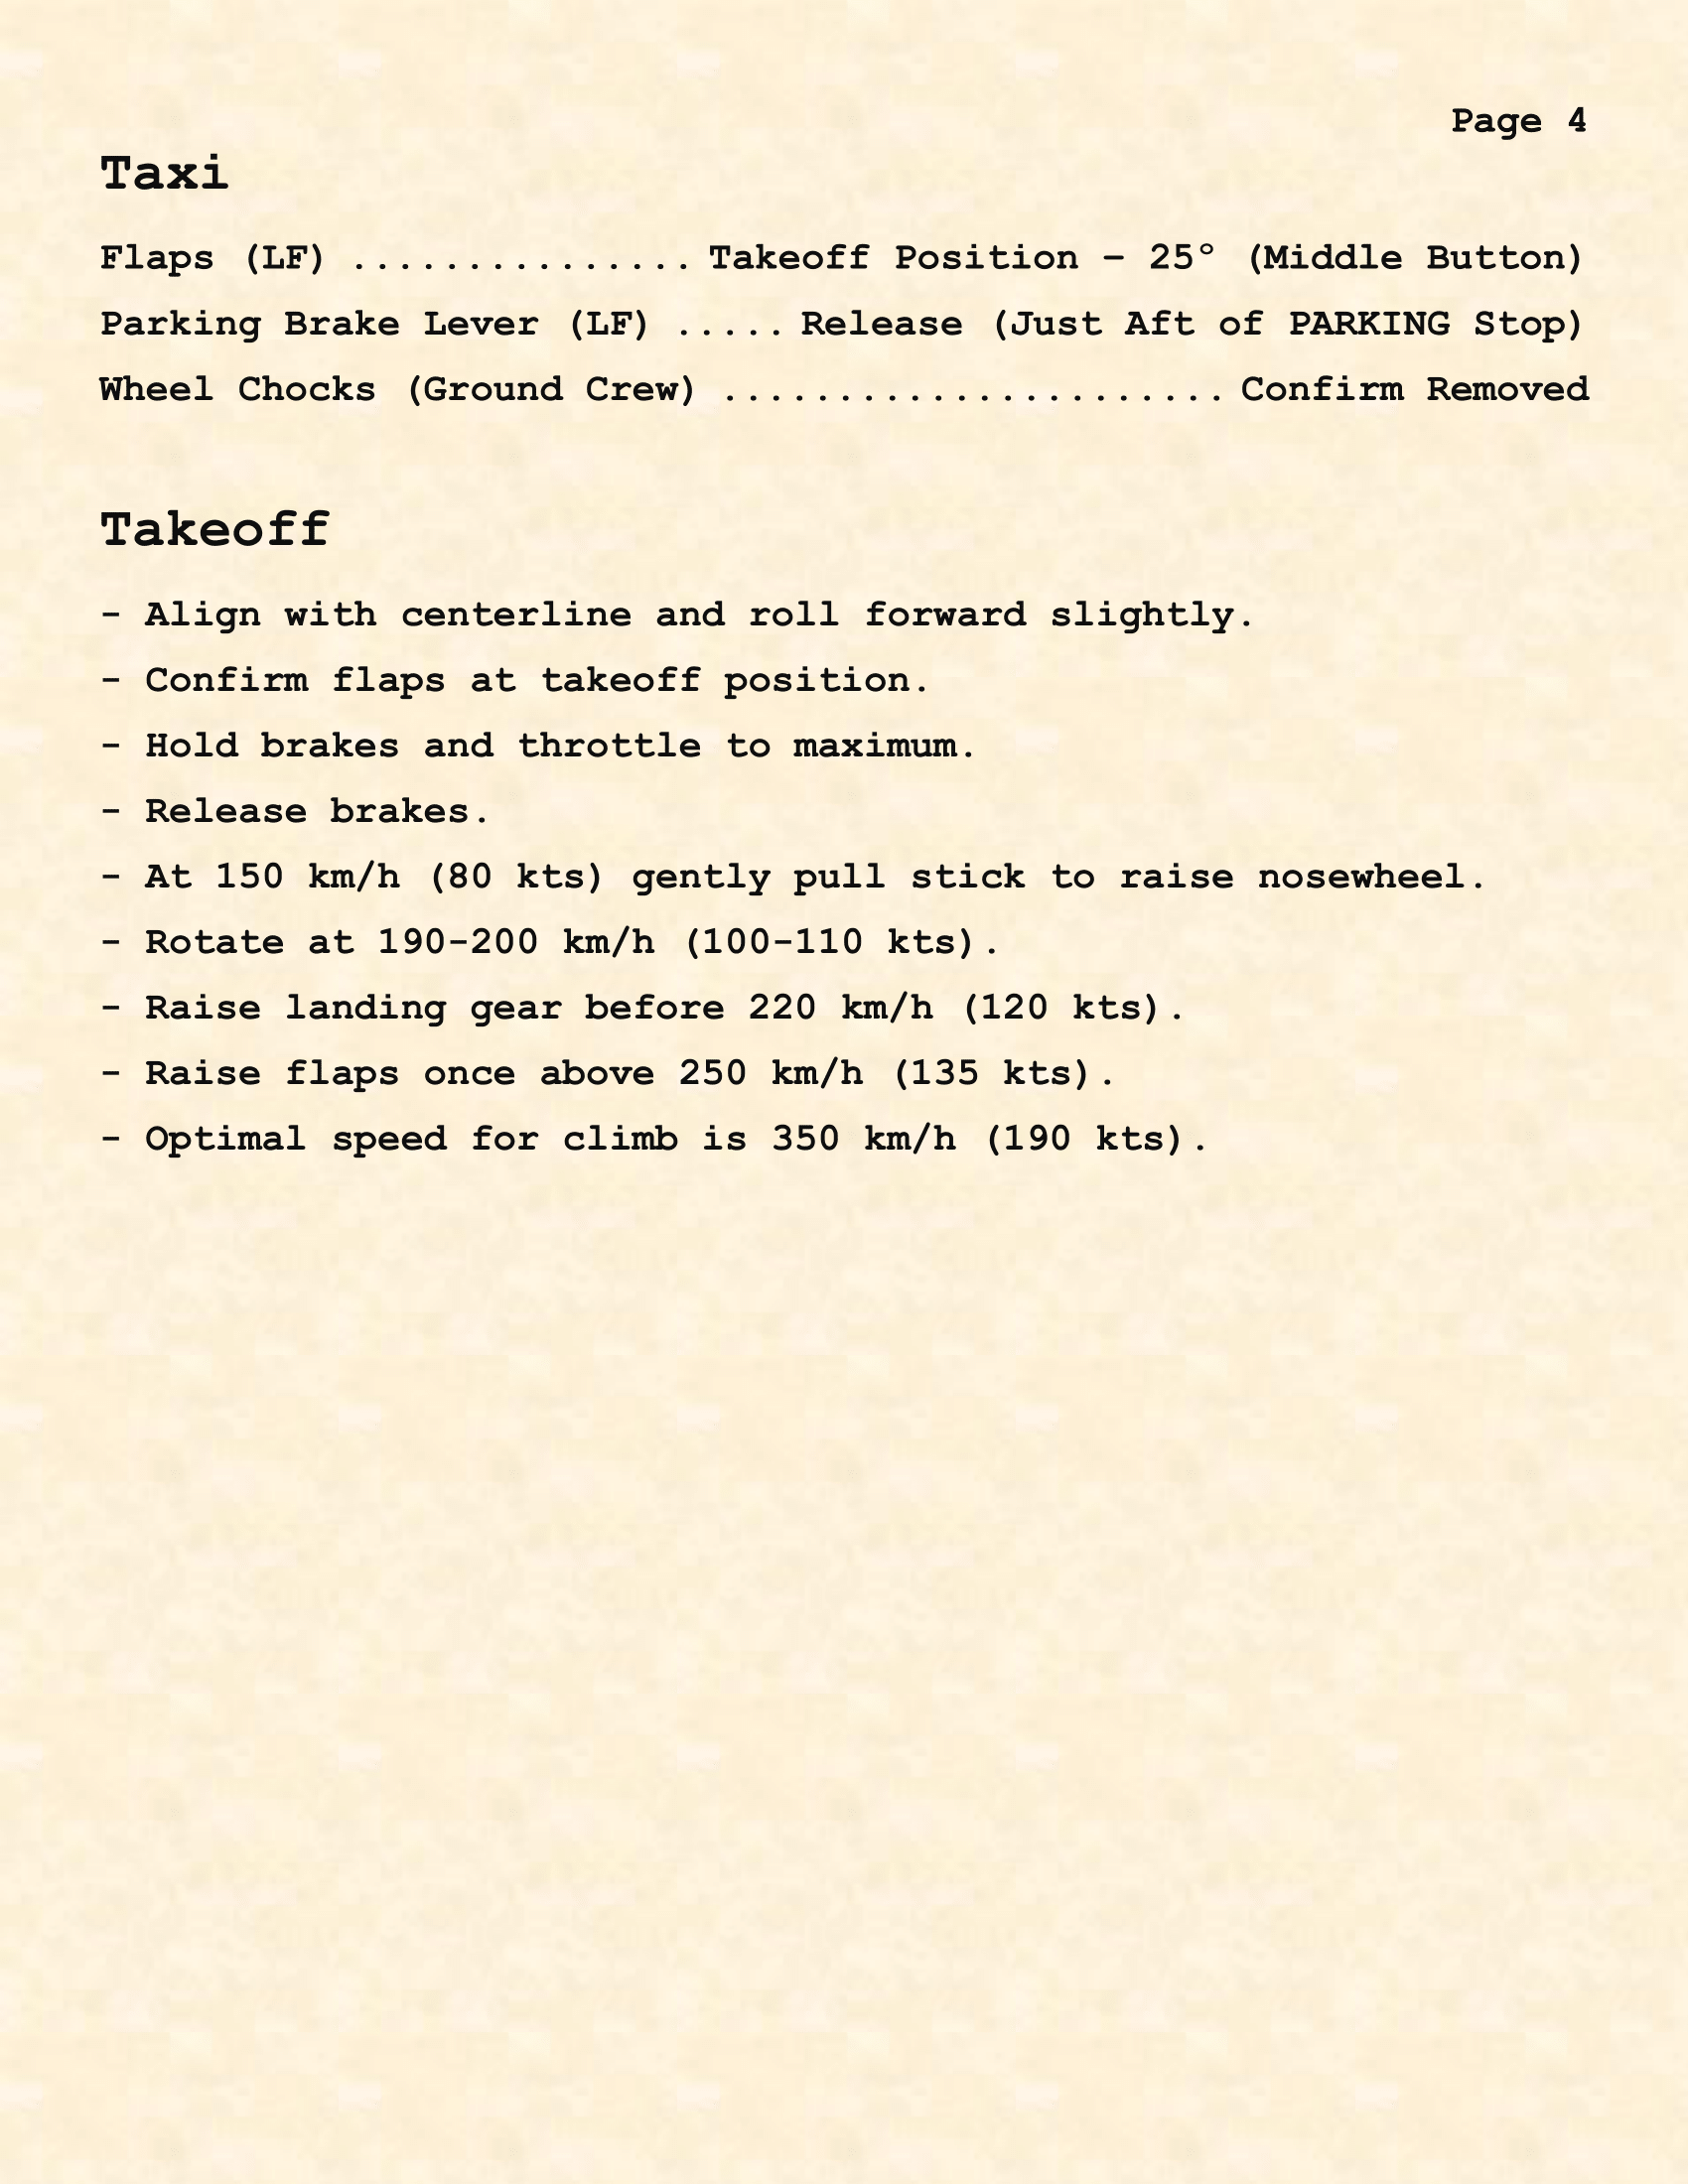 Page 4
Taxi
Flaps (LF) ............... Takeoff Position – 25º (Middle Button)
Parking Brake Lever (LF) ..... Release (Just Aft of PARKING Stop)
Wheel Chocks (Ground Crew) ...................... Confirm Removed
Takeoff
- Align with centerline and roll forward slightly.
- Confirm flaps at takeoff position.
- Hold brakes and throttle to maximum.
- Release brakes.
- At 150 km/h (80 kts) gently pull stick to raise nosewheel.
- Rotate at 190-200 km/h (100-110 kts).
- Raise landing gear before 220 km/h (120 kts).
- Raise flaps once above 250 km/h (135 kts).
- Optimal speed for climb is 350 km/h (190 kts).